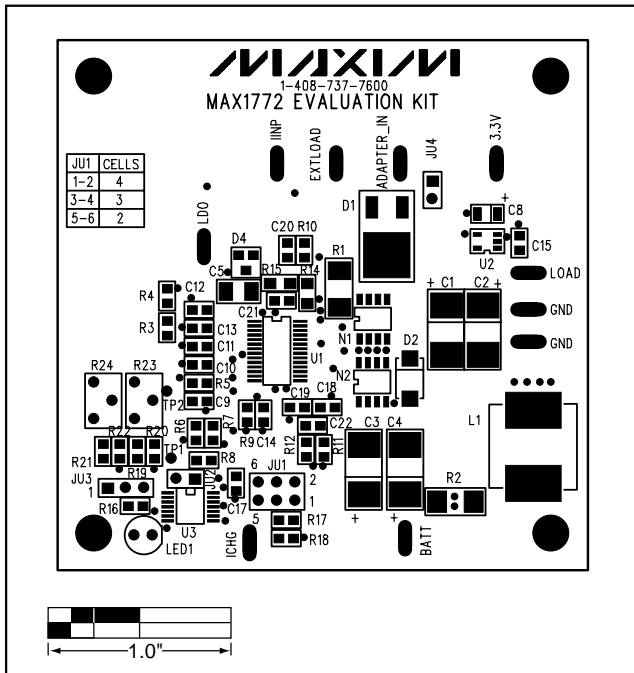 MAXIM
1-408-737-7600
MAX1772 EVALUATION KIT
IINP
EXTLOAD
ADAPTER_IN
JU4
3.3V
JU1 CELLS
1-2 4
3-4 3
5-6 2
LDO
D4
C20 R10
D1
C8
+
U2
C15
C5
R15
R14
R1
LOAD
R4
C12
C21
+ C1
C2 +
GND
R3
C13
C11
U1
N1
D2
GND
R24 R23
C10
R5
N2
TP2
C9
C19 C18
L1
R6
R7
R9 C14
R12
R11
C3 C4
R22 R20
TP1
R21
R8
JU3
R19
1
JU2
6 JU1 2
1
5
R2
R16
C17
R17
+ +
U3
LED1
ICHG
R18
BATT
1.0"